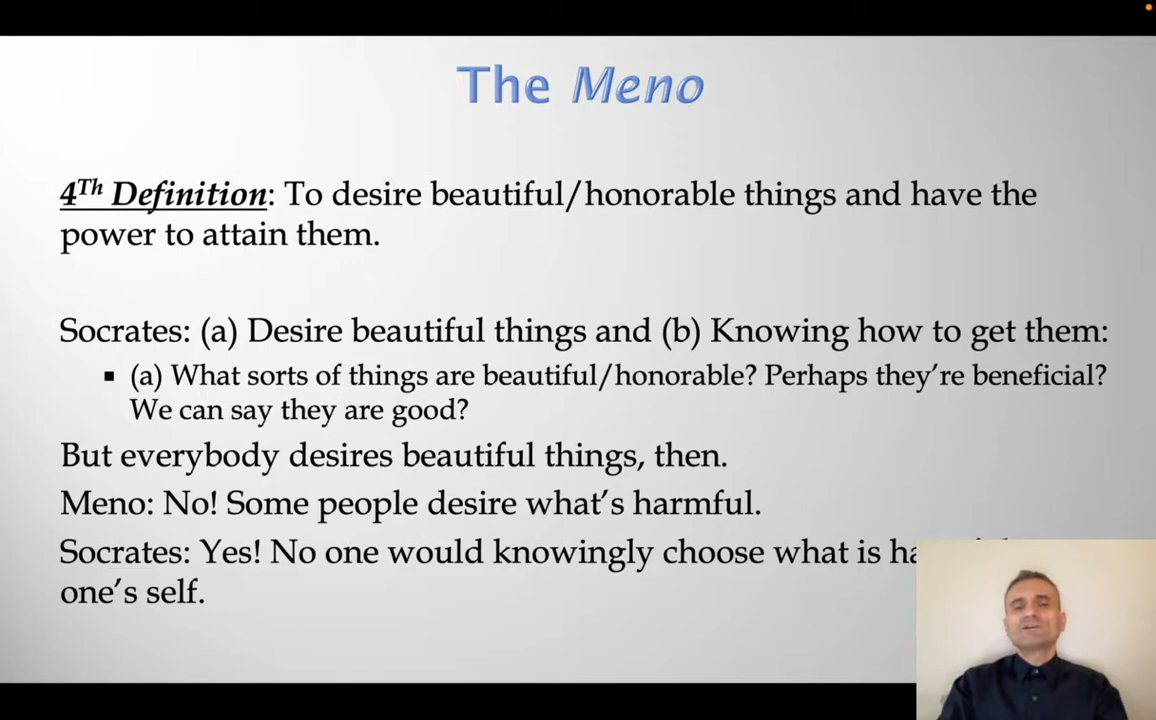 The Meno
4Th Definition: To desire beautiful/honorable things and have the
power to attain them.
Socrates: (a) Desire beautiful things and (b) Knowing how to get them:
▪ (a) What sorts of things are beautiful/honorable? Perhaps they’re beneficial?
We can say they are good?
But everybody desires beautiful things, then.
Meno: No! Some people desire what’s harmful.
Socrates: Yes! No one would knowingly choose what is
one’s self.